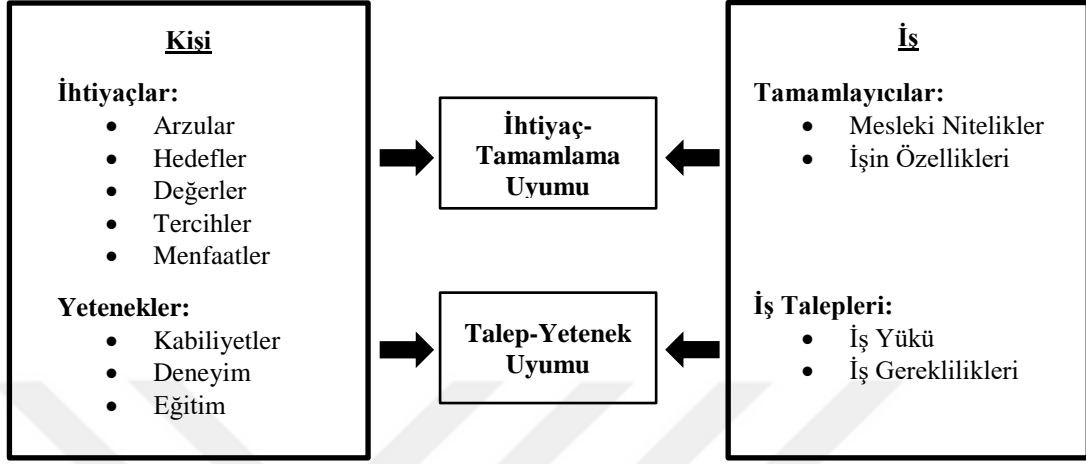 Kişi
İhtiyaçlar:
• Arzular
• Hedefler
• Değerler
• Tercihler
• Menfaatler
Yetenekler:
• Kabiliyetler
• Deneyim
• Eğitim
İhtiyaç-
Tamamlama
Uyumu
Talep-Yetenek
Uyumu
İş
Tamamlayıcılar:
• Mesleki Nitelikler
• İşin Özellikleri
İş Talepleri:
• İş Yükü
• İş Gereklilikleri